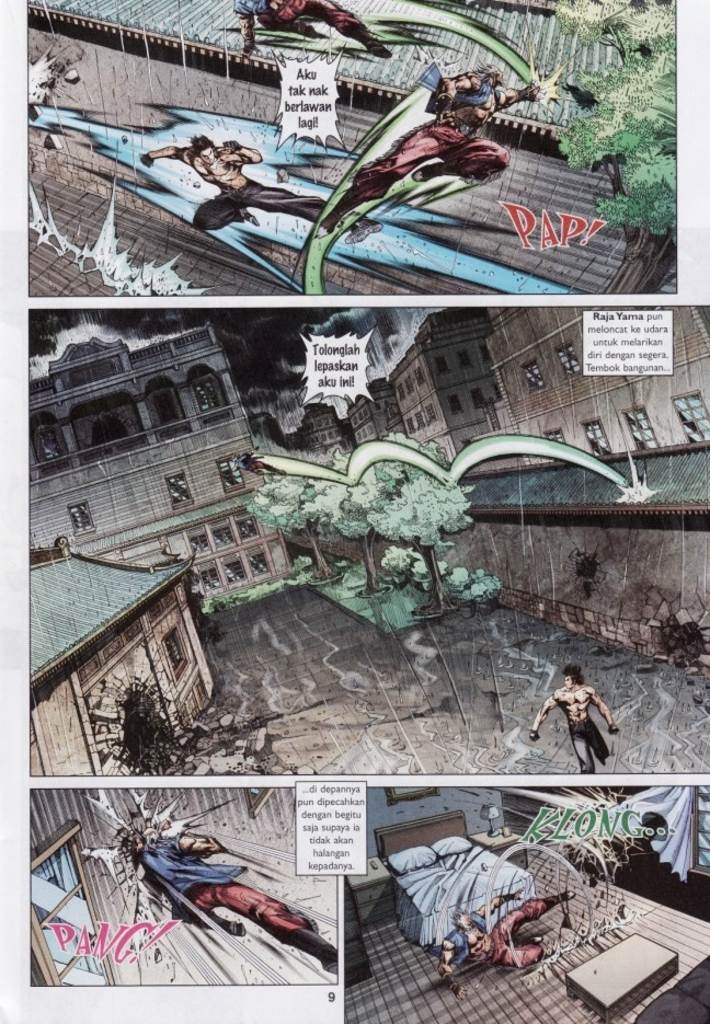 Aku
tak nak
berlawan
lagi!
PAP!
Tolonglah
lepaskan
aku ini!
Raja Yama pun
meloncat ke udara
untuk melarikan
diri dengan segera.
Tembok bangunan...
...di depannya
pun dipecahkan
dengan begitu
saja supaya ia
tidak akan
halangan
kepadanya.
PANG!
KLONG...
9